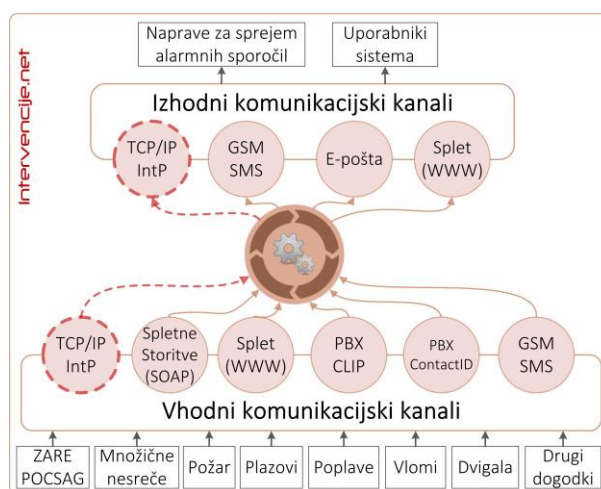 Intervencije.net
Naprave za sprejem
alarmnih sporočil
Uporabniki
sistema
Izhodni komunikacijski kanali
TCP/IP
IntP
GSM
SMS
E-pošta
Splet
(WWW)
TCP/IP
IntP
Spletne
Storitve
(SOAP)
Splet
(WWW)
PBX
CLIP
PBX
ContactID
GSM
SMS
Vhodni komunikacijski kanali
ZARE
POCSAG
Množične
nesreče
Požar
Plazovi
Poplave
Vlomi
Dvigala
Drugi
dogodki